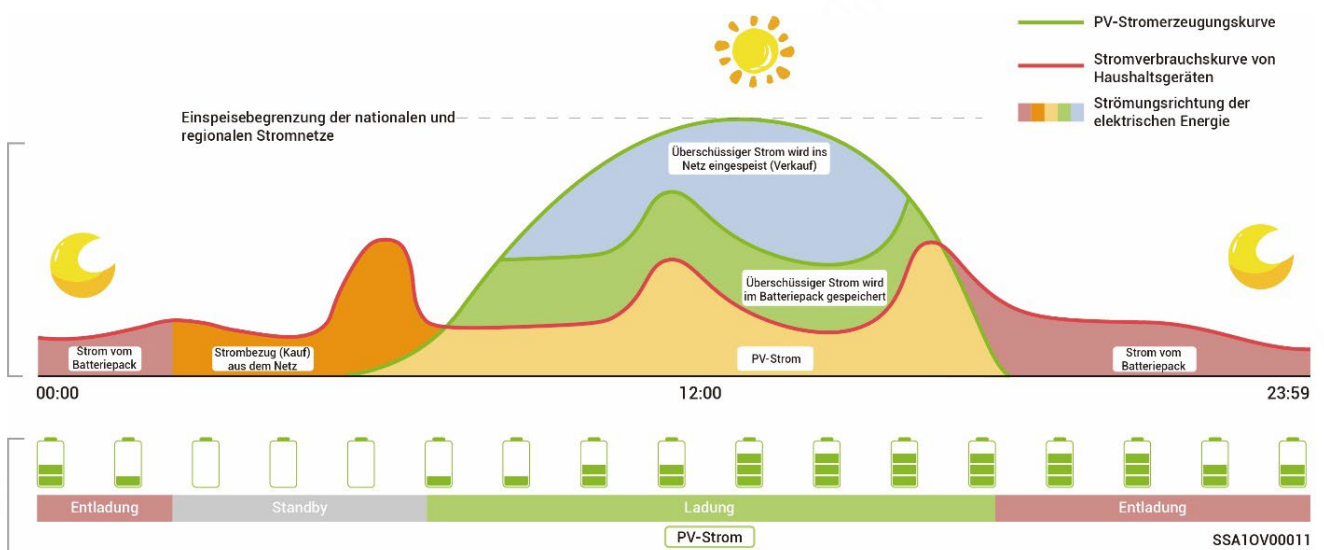 PV-Stromerzeugungskurve
Stromverbrauchskurve von
Haushaltsgeräten
Strömungsrichtung der
elektrischen Energie
Einspeisebegrenzung der nationalen und
regionalen Stromnetze
Überschüssiger Strom wird ins
Netz eingespeist (Verkauf)
Überschüssiger Strom wird
im Batteriepack gespeichert
Strom vom
Batteriepack
Strombezug (Kauf)
aus dem Netz
PV-Strom
Strom vom
Batteriepack
00:00
12:00
23:59
Entladung
Standby
Ladung
Entladung
PV-Strom
SSA1OV00011